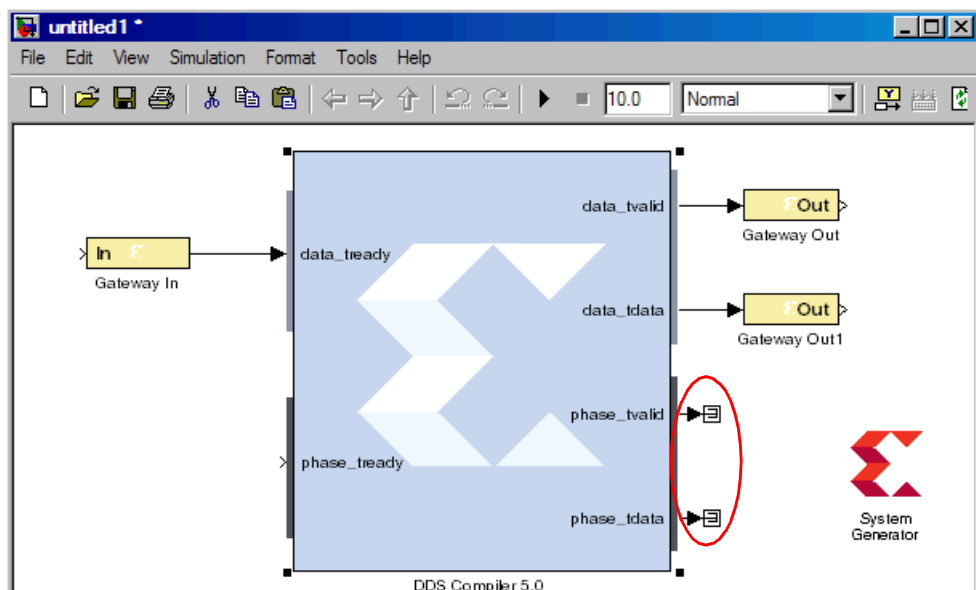 untitled1 *
File Edit View Simulation Format Tools Help
10.0 Normal
data_tvalid Out
Gateway Out
In data_tready
Gateway In
data_tdata Out
Gateway Out1
phase_tvalid
phase_tready
phase_tdata
System
Generator
DDS Compiler 5.0